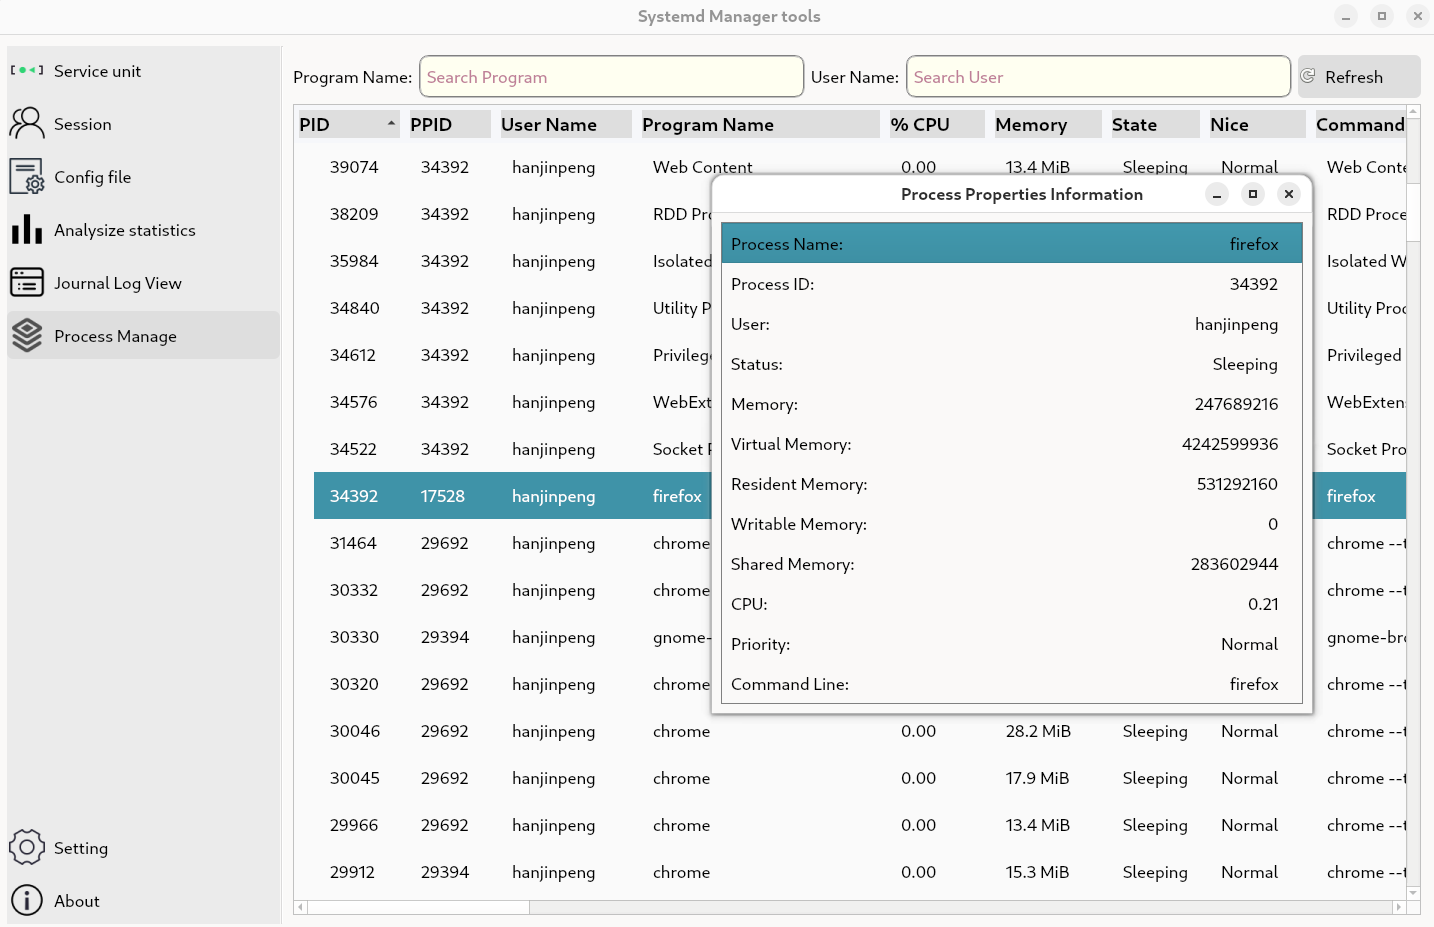 Systemd Manager tools
Service unit
Session
Config file
Analysize statistics
Journal Log View
Process Manage
Setting
About
Program Name: Search Program User Name: Search User Refresh
PID PPID User Name Program Name % CPU Memory State Nice Command
39074 34392 hanjinpeng Web Content 0.00 13.4 MiB Sleeping Normal Web Conte
38209 34392 hanjinpeng RDD Pro RDD Proce
35984 34392 hanjinpeng Isolated Isolated W
34840 34392 hanjinpeng Utility P Utility Proc
34612 34392 hanjinpeng Privileg Privileged
34576 34392 hanjinpeng WebExt WebExten
34522 34392 hanjinpeng Socket Socket Pro
34392 17528 hanjinpeng firefox firefox
31464 29692 hanjinpeng chrome chrome --t
30332 29692 hanjinpeng chrome chrome --t
30330 29394 hanjinpeng gnome- gnome-bro
30320 29692 hanjinpeng chrome chrome --t
30046 29692 hanjinpeng chrome 0.00 28.2 MiB Sleeping Normal chrome --t
30045 29692 hanjinpeng chrome 0.00 17.9 MiB Sleeping Normal chrome --t
29966 29692 hanjinpeng chrome 0.00 13.4 MiB Sleeping Normal chrome --t
29912 29394 hanjinpeng chrome 0.00 15.3 MiB Sleeping Normal chrome --t
Process Properties Information
Process Name: firefox
Process ID: 34392
User: hanjinpeng
Status: Sleeping
Memory: 247689216
Virtual Memory: 4242599936
Resident Memory: 531292160
Writable Memory: 0
Shared Memory: 283602944
CPU: 0.21
Priority: Normal
Command Line: firefox